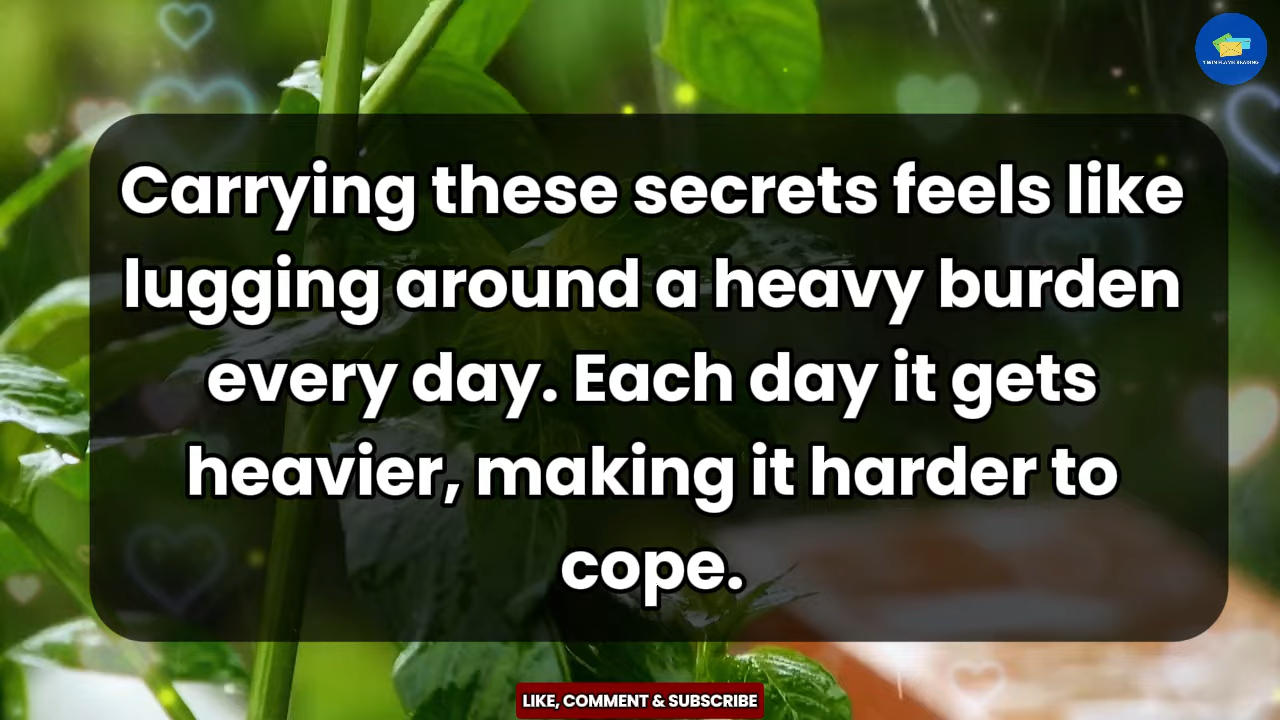 Carrying these secrets feels like
lugging around a heavy burden
every day. Each day it gets
heavier, making it harder to
cope.
LIKE, COMMENT & SUBSCRIBE